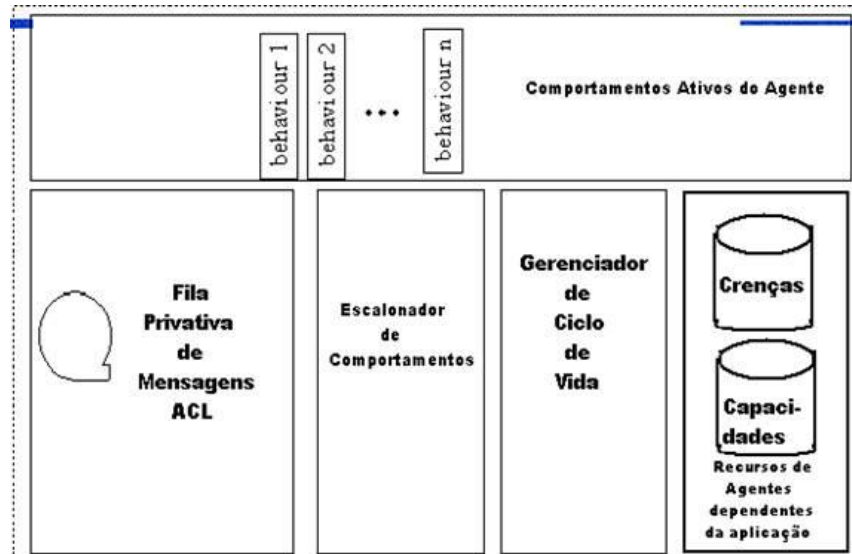 behaviour 1
behaviour 2
...
behaviour n
Comportamentos Ativos do Agente
Fila
Privativa
de
Mensagens
ACL
Escalonador
de
Comportamentos
Gerenciador
de
Ciclo
de
Vida
Crenças
Capaci-
dades
Recursos de
Agentes
dependentes
da aplicação